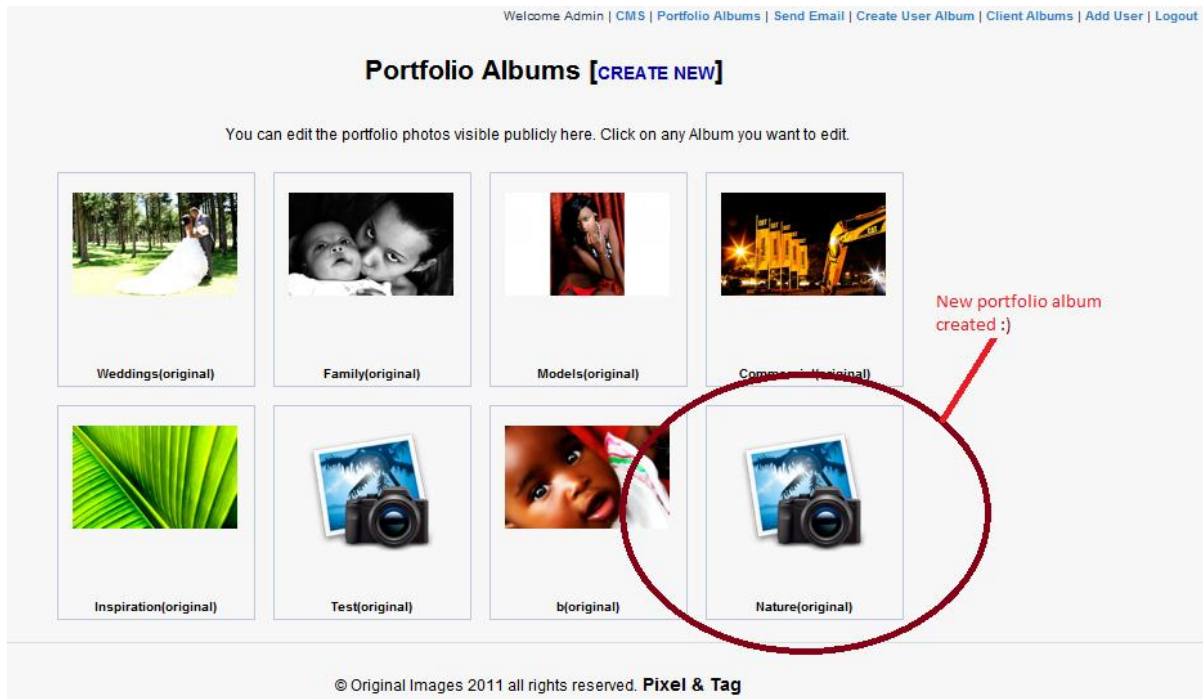 Welcome Admin | CMS | Portfolio Albums | Send Email | Create User Album | Client Albums | Add User | Logout
Portfolio Albums [CREATE NEW]
You can edit the portfolio photos visible publicly here. Click on any Album you want to edit.
Weddings(original)
Family(original)
Models(original)
CAT
Commercial(original)
New portfolio album
created :)
Inspiration(original)
Test(original)
b(original)
Nature(original)
© Original Images 2011 all rights reserved. Pixel & Tag